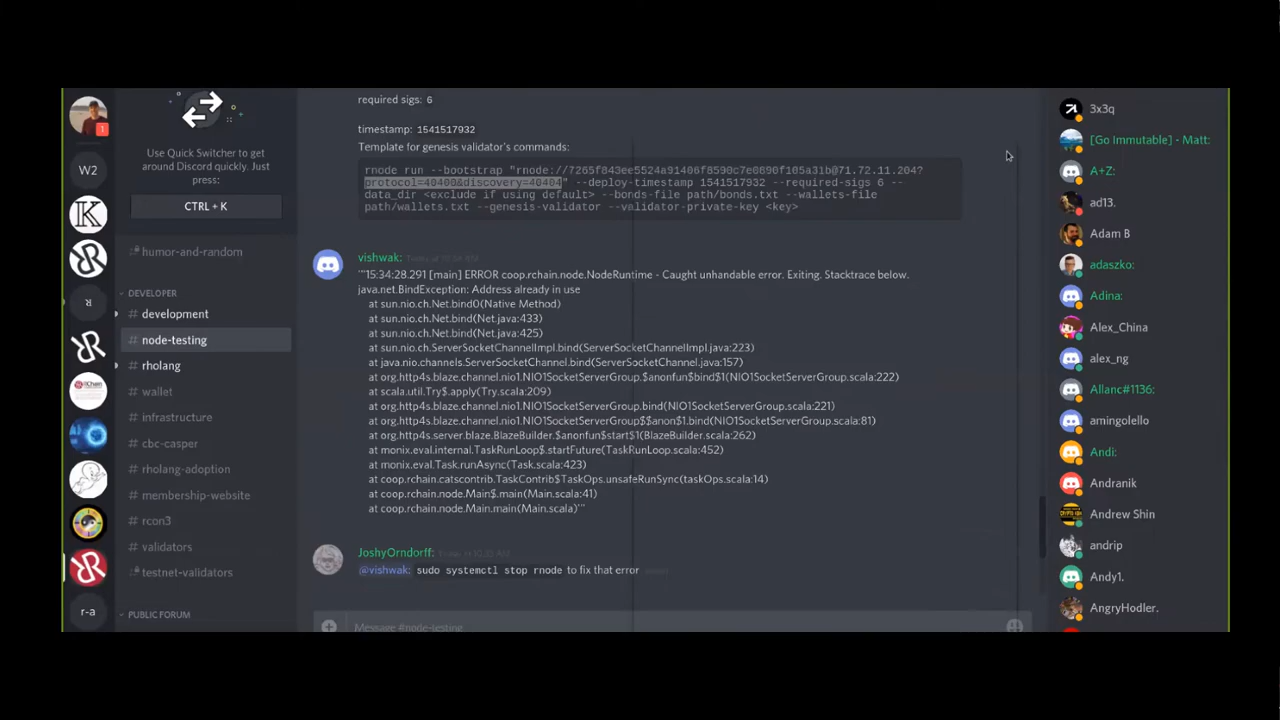 required sigs: 6
timestamp: 1541517932
Template for genesis validator's commands:
rnode run --bootstrap "rnode://7265f843ee5524a91406f8590c7e6890f105a31b@71.72.11.204?
protocol=40400&discovery=40404" --deploy-timestamp 1541517932 --required-sigs 6 --
data_dir <exclude if using default> --bonds-file path/bonds.txt --wallets-file
path/wallets.txt --genesis-validator --validator-private-key <key>
vishwak:
'"15:34:28.291 [main] ERROR coop.rchain.node.NodeRuntime - Caught unhandable error. Exiting. Stacktrace below.
java.net.BindException: Address already in use
at sun.nio.ch.Net.bind0(Native Method)
at sun.nio.ch.Net.bind(Net.java:433)
at sun.nio.ch.Net.bind(Net.java:425)
at sun.nio.ch.ServerSocketChannelImpl.bind(ServerSocketChannelImpl.java:223)
at java.nio.channels.ServerSocketChannel.bind(ServerSocketChannel.java:157)
at org.http4s.blaze.channel.nio1.NIO1SocketServerGroup.$anonfun$bind$1(NIO1SocketServerGroup.scala:222)
at scala.util.Try$.apply(Try.scala:209)
at org.http4s.blaze.channel.nio1.NIO1SocketServerGroup.bind(NIO1SocketServerGroup.scala:221)
at org.http4s.blaze.channel.nio1.NIO1SocketServerGroup$$anon$1.bind(NIO1SocketServerGroup.scala:81)
at org.http4s.server.blaze.BlazeBuilder.$anonfun$start$1(BlazeBuilder.scala:262)
at monix.eval.internal.TaskRunLoop$.startFuture(TaskRunLoop.scala:452)
at monix.eval.Task.runAsync(Task.scala:423)
at coop.rchain.catscontrib.TaskContrib$TaskOps.unsafeRunSync(taskOps.scala:14)
at coop.rchain.node.Main$.main(Main.scala:41)
at coop.rchain.node.Main.main(Main.scala)'"
JoshyOrndorff:
@vishwak: sudo systemctl stop rnode to fix that error
Message #node-testing
W2
K
R
r-a
Use Quick Switcher to get
around Discord quickly. Just
press:
CTRL + K
humor-and-random
DEVELOPER
# development
# node-testing
# rholang
# wallet
# infrastructure
# cbc-casper
# rholang-adoption
# membership-website
# rcon3
# validators
# testnet-validators
PUBLIC FORUM
3x3q
[Go Immutable] - Matt:
A+Z:
ad13.
Adam B
adaszko:
Adina:
Alex_China
alex_ng
Allanc#1136:
amingolello
Andi:
Andranik
Andrew Shin
andrip
Andy1.
AngryHodler.